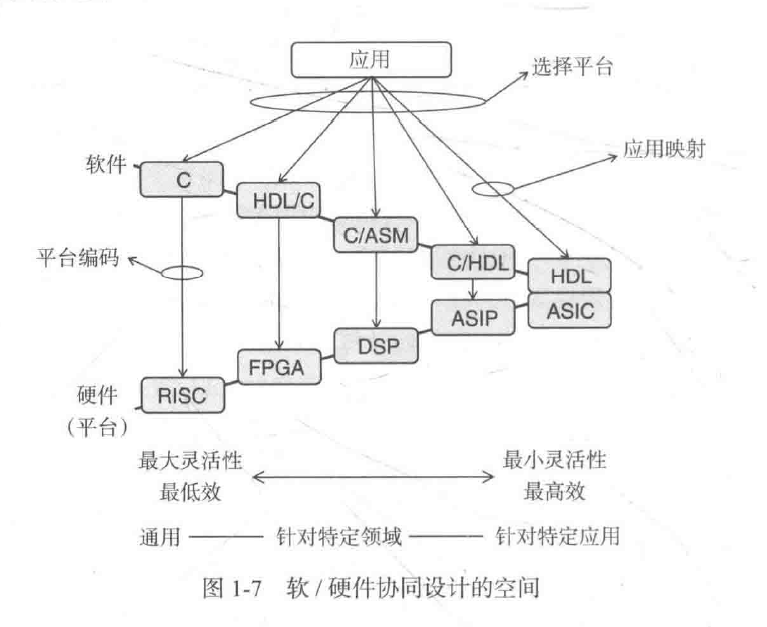 应用
选择平台
应用映射
软件
C
HDL/C
C/ASM
C/HDL
HDL
平台编码
ASIC
ASIP
DSP
FPGA
RISC
硬件
（平台）
最大灵活性
最低效
最小灵活性
最高效
通用 针对特定领域 针对特定应用
图 1-7 软 / 硬件协同设计的空间